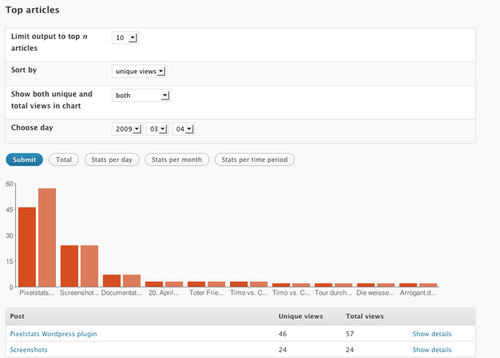 Top articles
Limit output to top n
articles
10
Sort by
unique views
Show both unique and
total views in chart
both
Choose day
2009 03 04
Submit Total Stats per day Stats per month Stats per time period
60
45
30
15
0
Pixelstats... Screenshot... Documentat... 20. April... Toter Frie... Timo vs. C... Timo vs. C... Tour durch... Die weisse... Arrogant.d...
Post Unique views Total views
Pixelstats Wordpress plugin 46 57 Show details
Screenshots 24 24 Show details